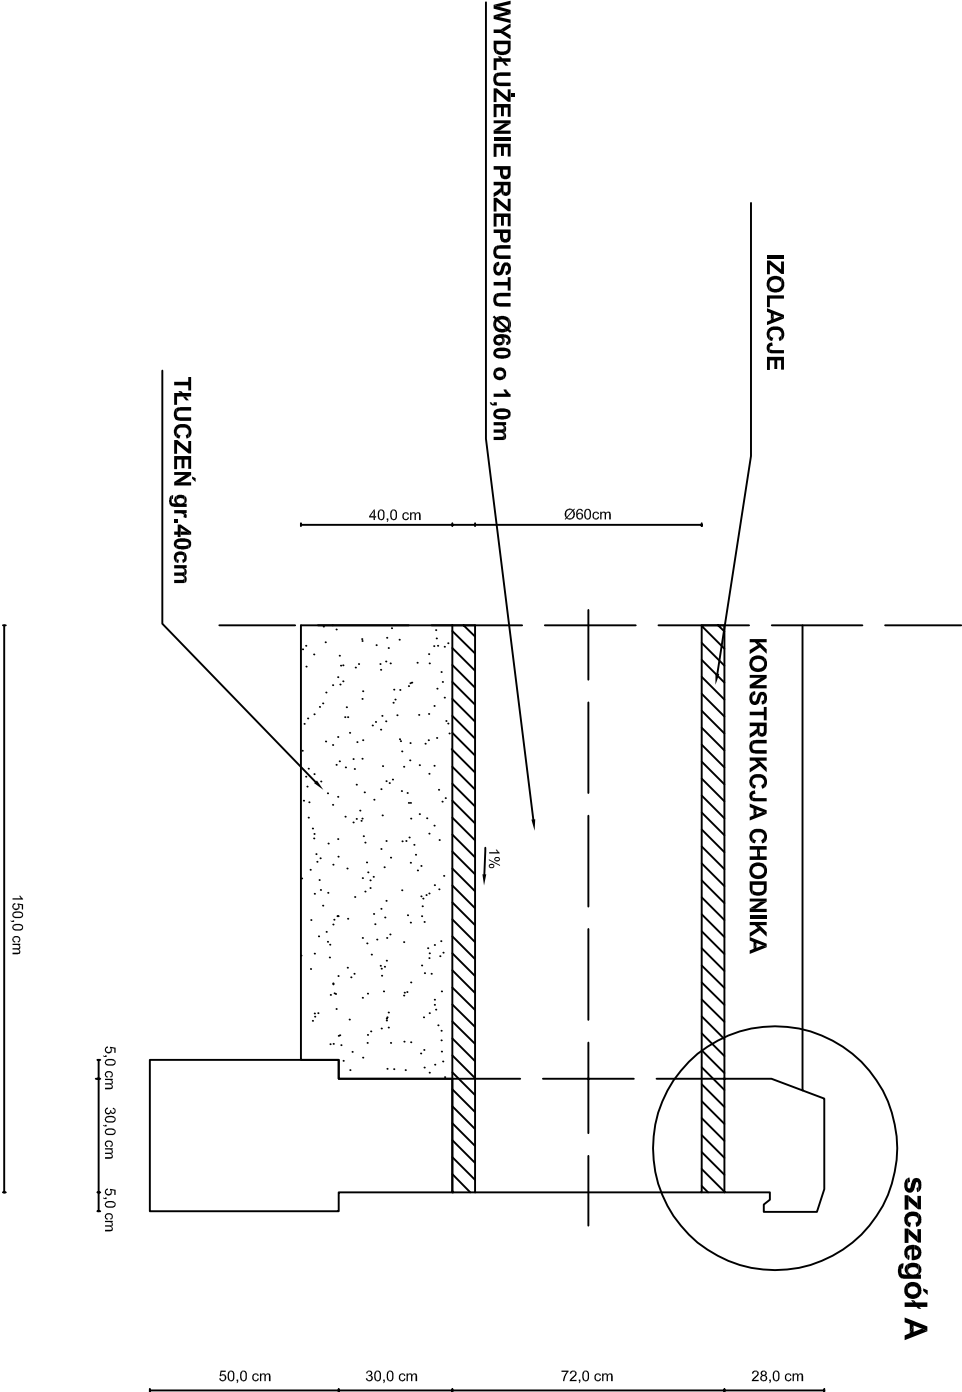 szczegół A
IZOLACJE
KONSTRUKCJA CHODNIKA
WYDŁUŻENIE PRZEPUSTU Ø60 o 1,0m
1%
TŁUCZEŃ gr.40cm
40,0 cm
Ø60cm
150,0 cm
5,0 cm
30,0 cm
5,0 cm
50,0 cm
30,0 cm
72,0 cm
28,0 cm